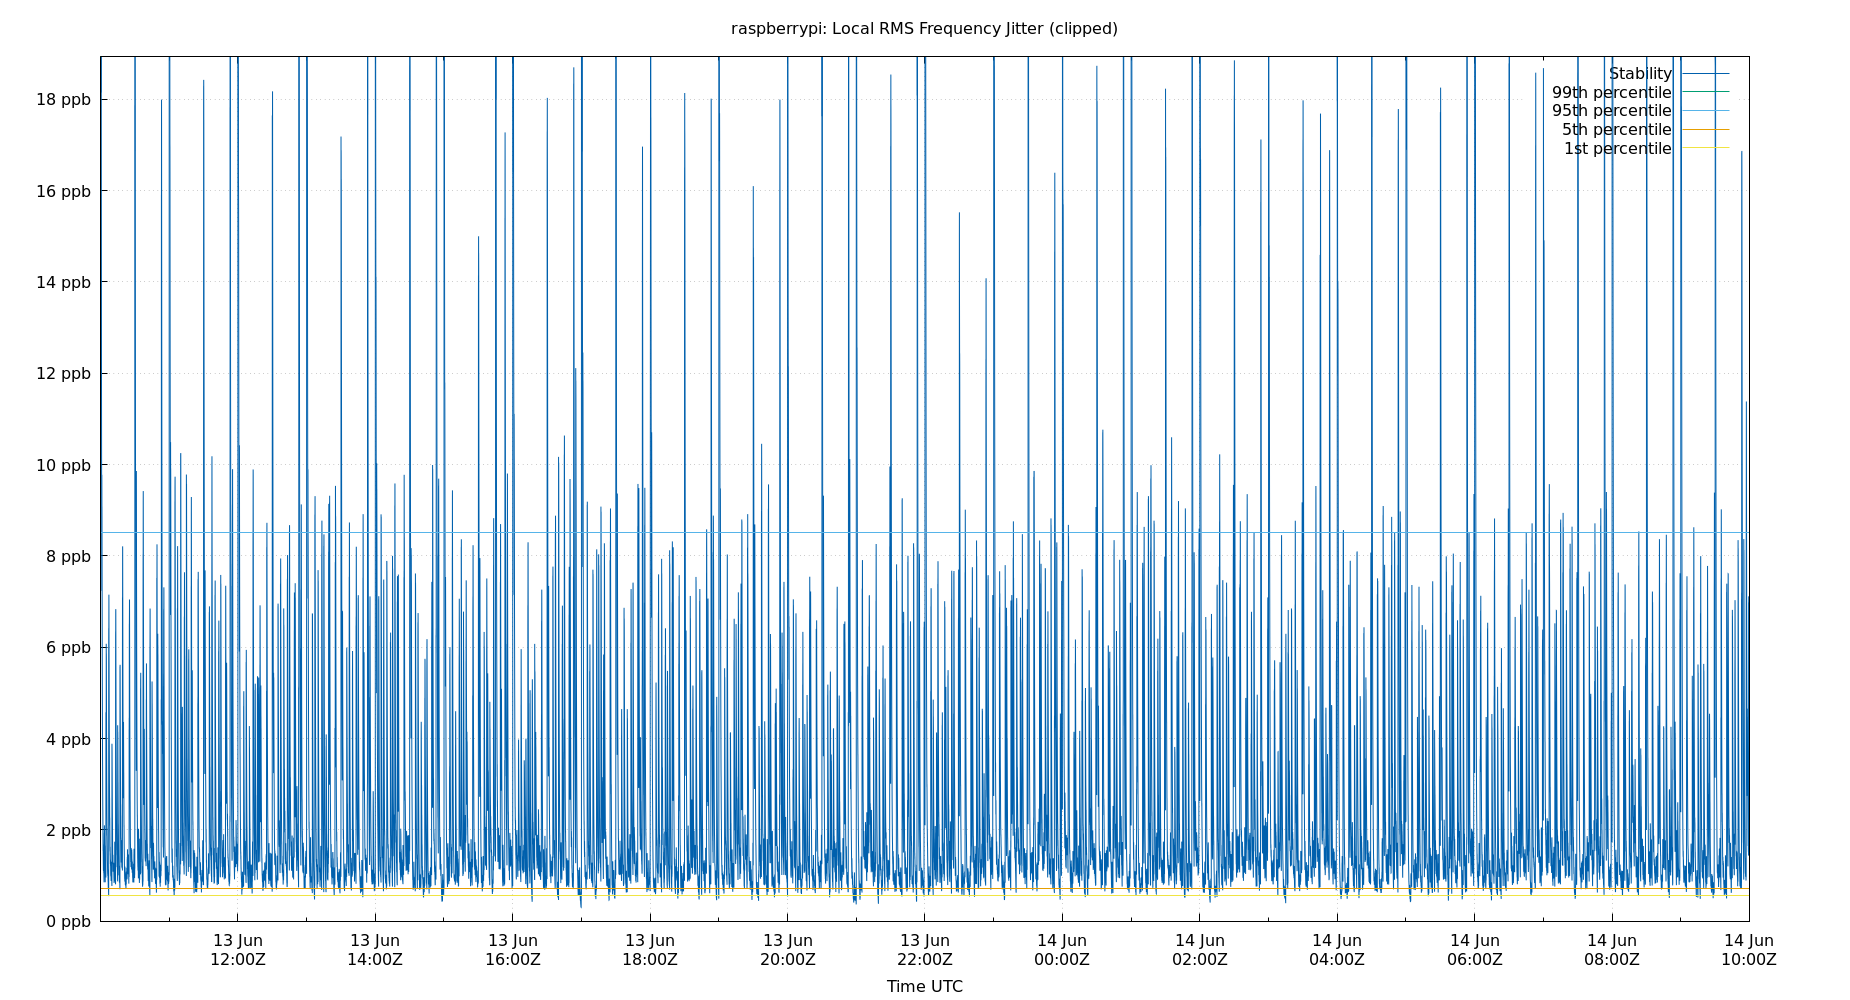 raspberrypi: Local RMS Frequency Jitter (clipped)
Stability
99th percentile
95th percentile
5th percentile
1st percentile
18 ppb
16 ppb
14 ppb
12 ppb
10 ppb
8 ppb
6 ppb
4 ppb
2 ppb
0 ppb
13 Jun 13 Jun 13 Jun 13 Jun 13 Jun 13 Jun 14 Jun 14 Jun 14 Jun 14 Jun 14 Jun 14 Jun
12:00Z 14:00Z 16:00Z 18:00Z 20:00Z 22:00Z 00:00Z 02:00Z 04:00Z 06:00Z 08:00Z 10:00Z
Time UTC